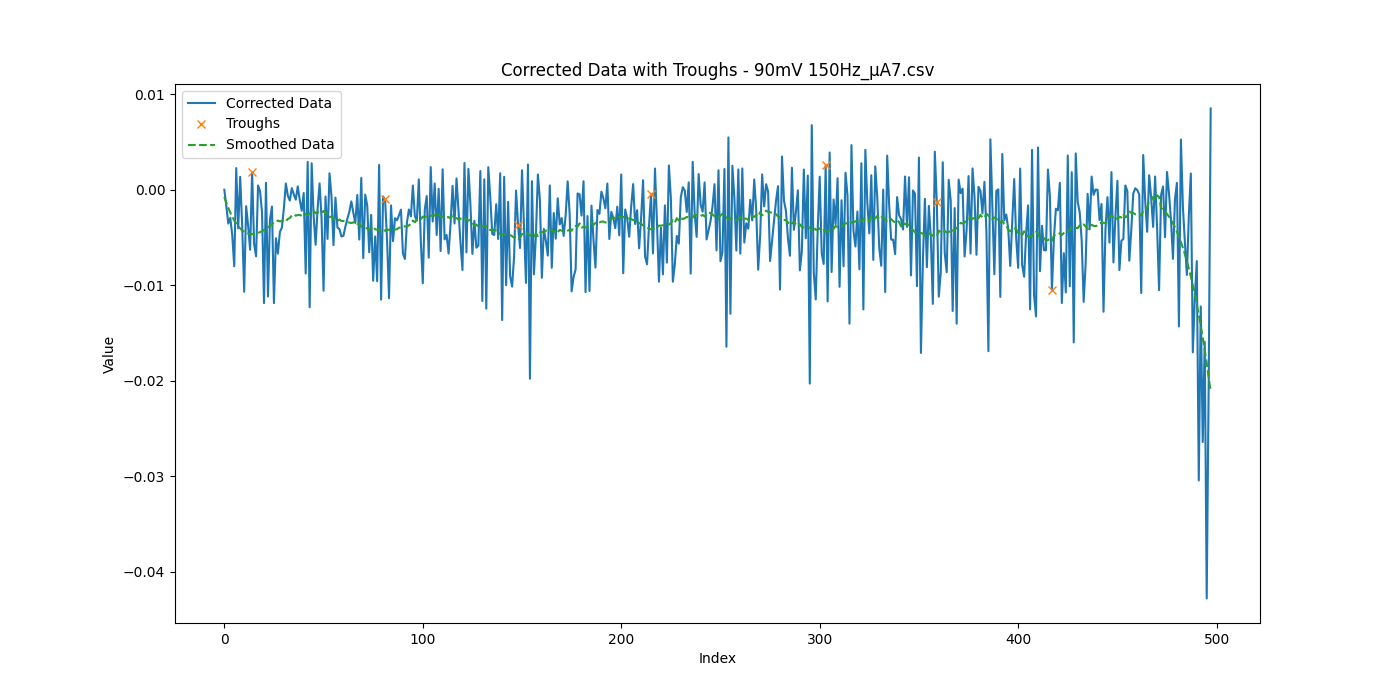 Corrected Data with Troughs - 90mV 150Hz_µA7.csv
Corrected Data
Troughs
Smoothed Data
0.01
0.00
−0.01
−0.02
−0.03
−0.04
Value
0 100 200 300 400 500
Index